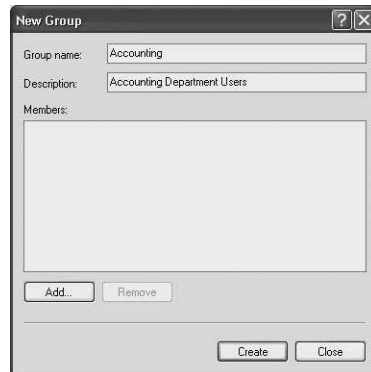 New Group
Group name: Accounting
Description: Accounting Department Users
Members:
Add... Remove
Create Close